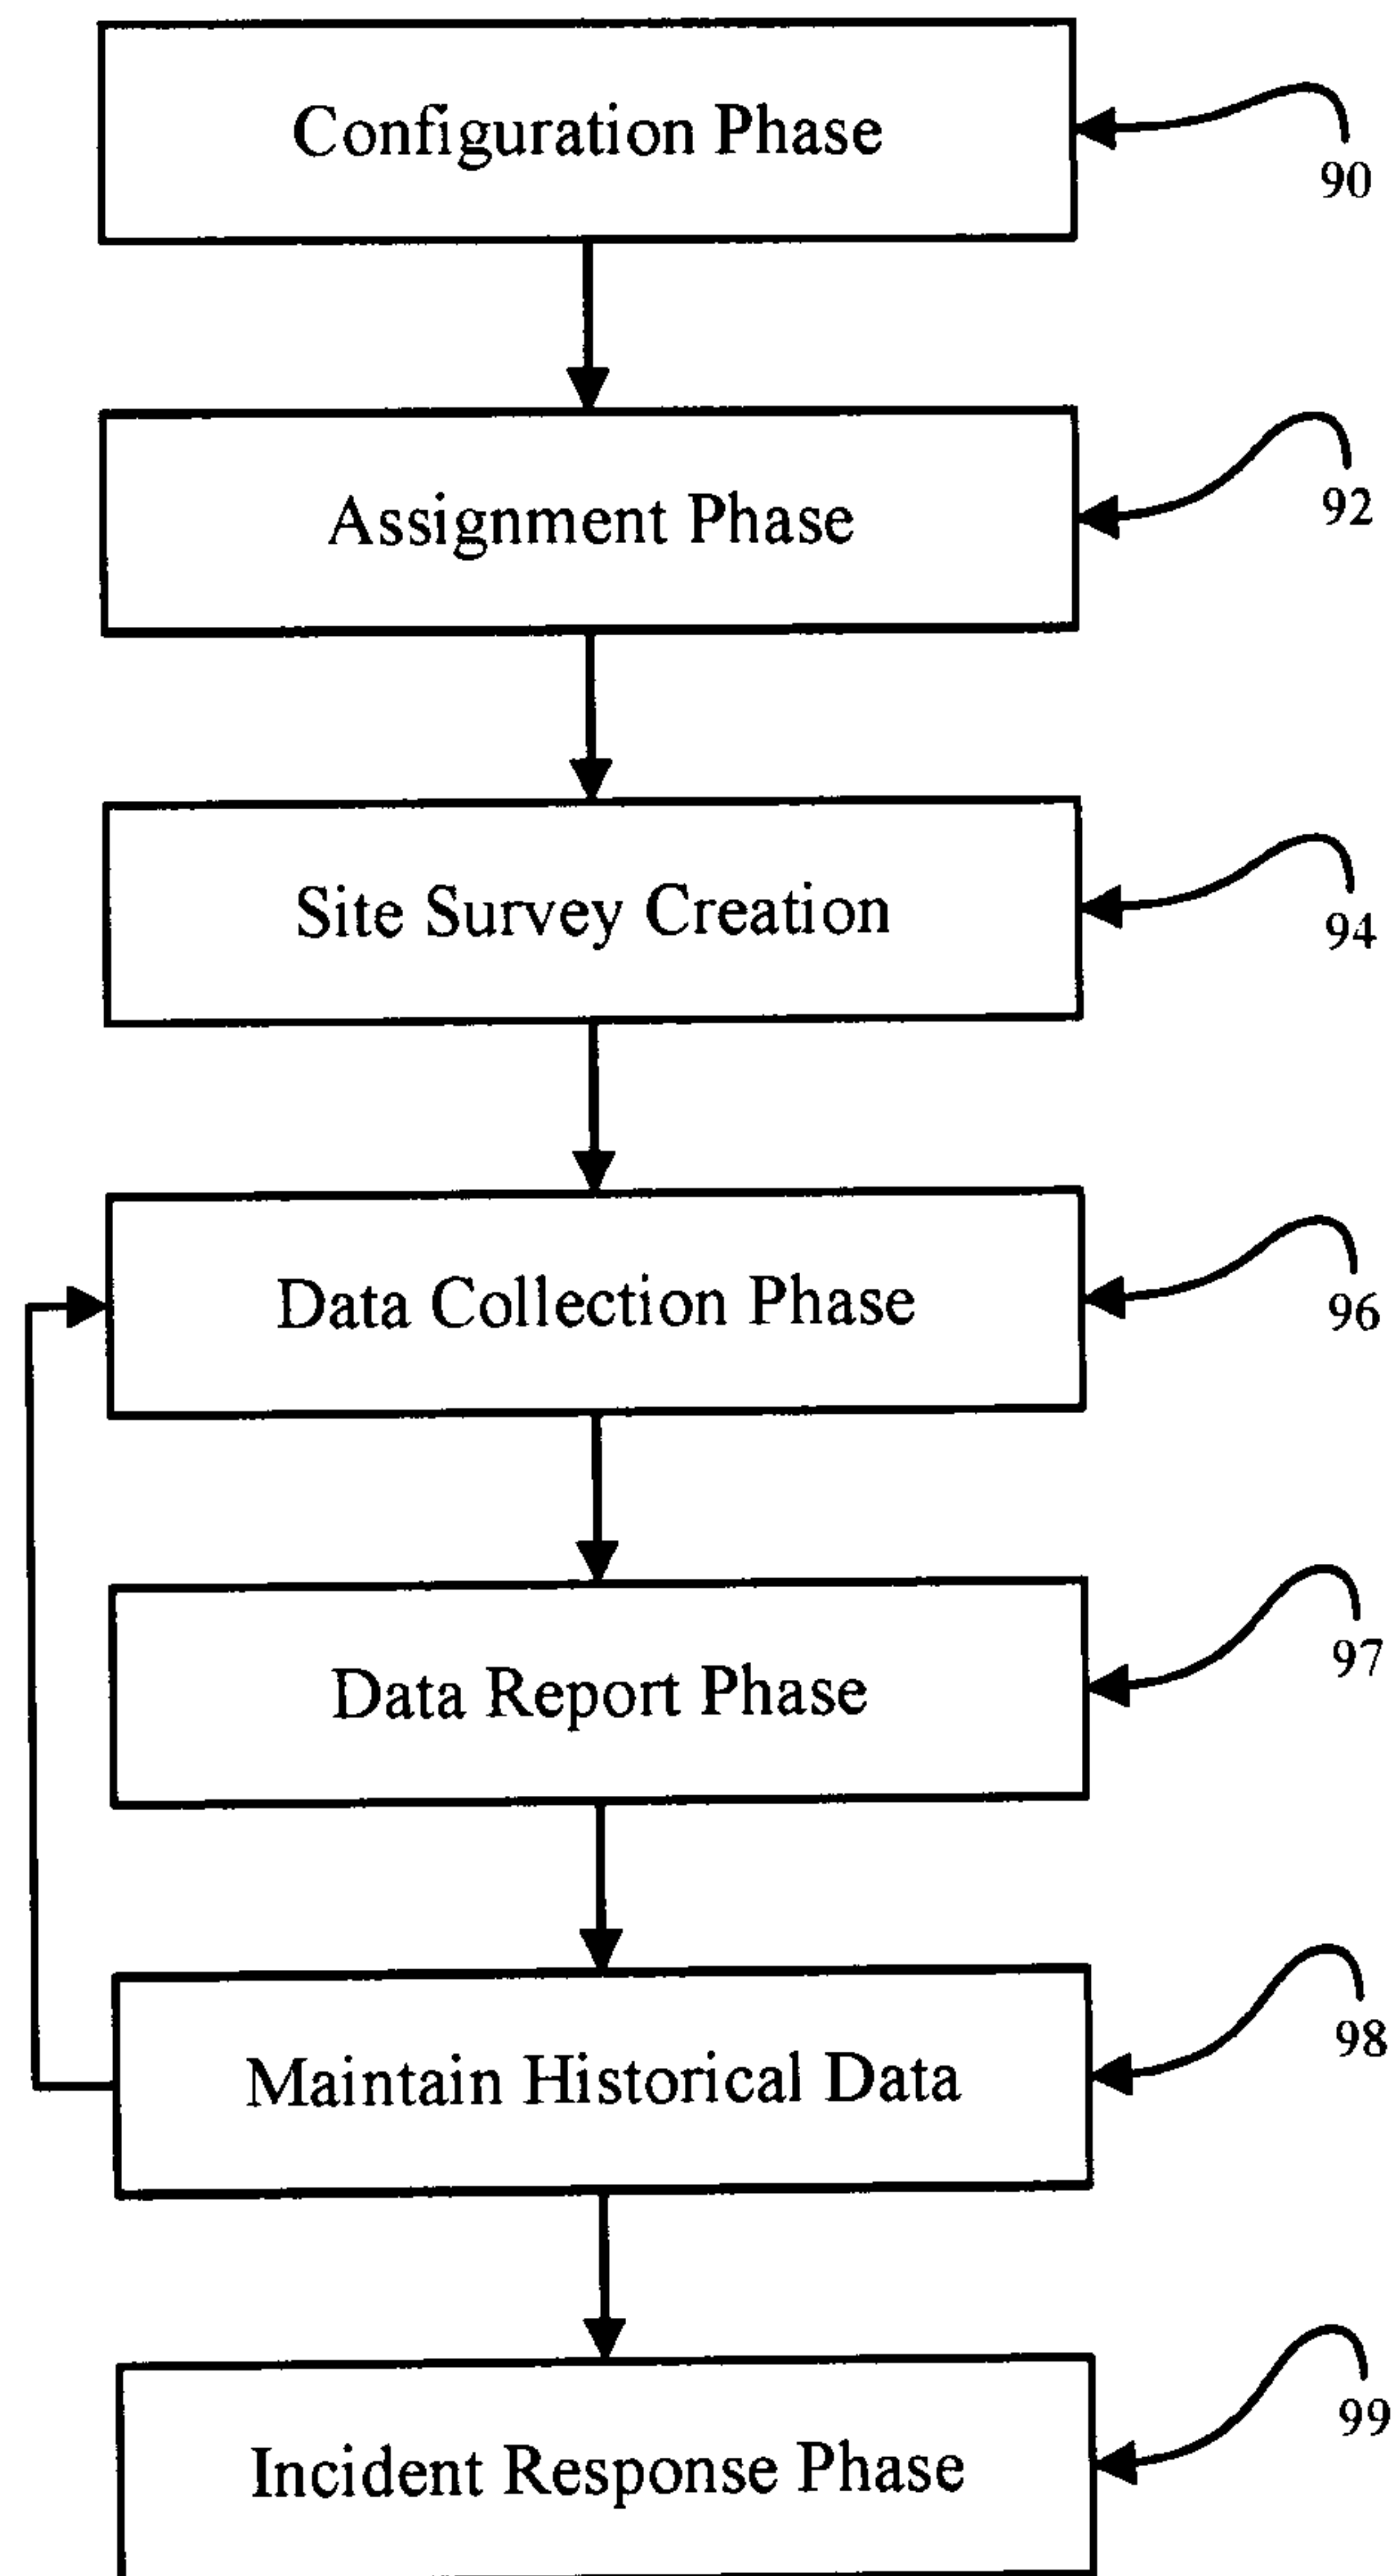 Configuration Phase
90
Assignment Phase
92
Site Survey Creation
94
Data Collection Phase
96
Data Report Phase
97
Maintain Historical Data
98
Incident Response Phase
99